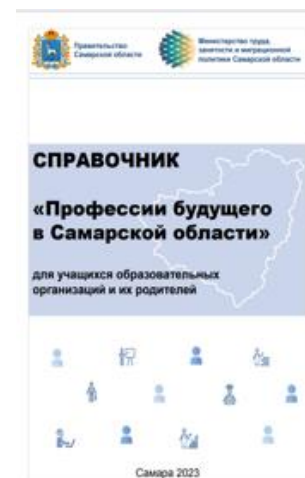 Правительство
Самарской области
Министерство труда,
занятости и миграционной
политики Самарской области
СПРАВОЧНИК
«Профессии будущего
в Самарской области»
для учащихся образовательных
организаций и их родителей
Самара 2023